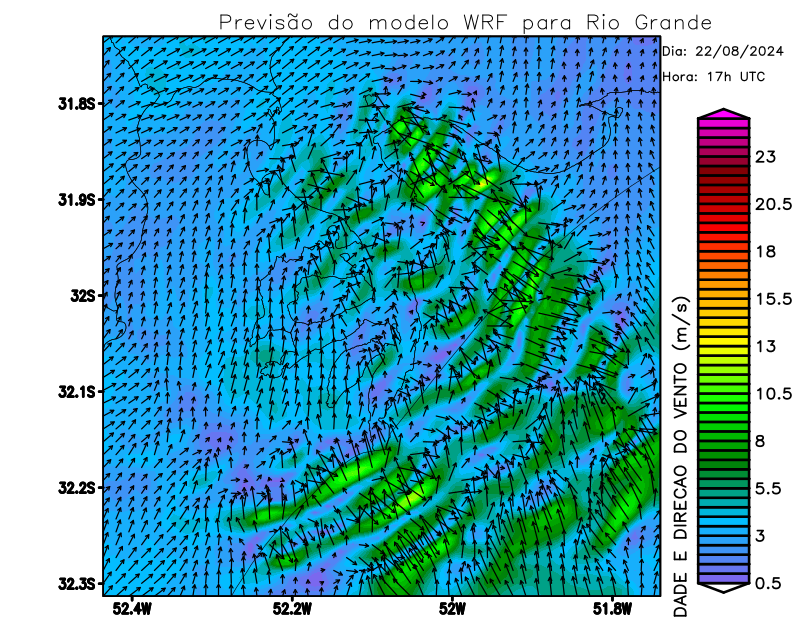 Previsão do modelo WRF para Rio Grande
Dia: 22/08/2024
Hora: 17h UTC
31.8S
31.9S
32S
32.1S
32.2S
32.3S
52.4W
52.2W
52W
51.8W
23
20.5
18
15.5
13
10.5
8
5.5
3
0.5
DADE E DIRECAO DO VENTO (m/s)